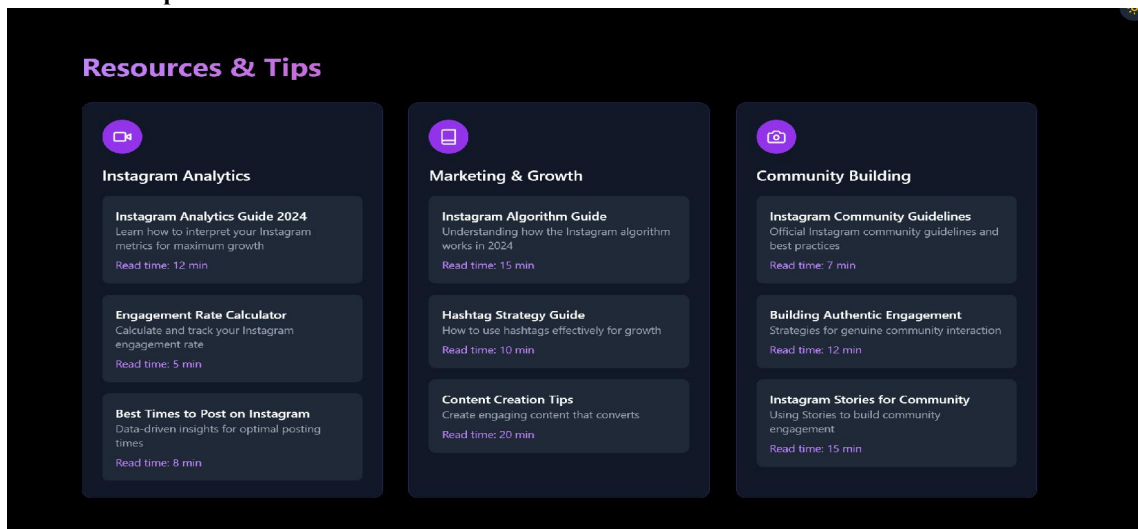 Resources & Tips
Instagram Analytics
Instagram Analytics Guide 2024
Learn how to interpret your Instagram
metrics for maximum growth
Read time: 12 min
Engagement Rate Calculator
Calculate and track your Instagram
engagement rate
Read time: 5 min
Best Times to Post on Instagram
Data-driven insights for optimal posting
times
Read time: 8 min
Marketing & Growth
Instagram Algorithm Guide
Understanding how the Instagram algorithm
works in 2024
Read time: 15 min
Hashtag Strategy Guide
How to use hashtags effectively for growth
Read time: 10 min
Content Creation Tips
Create engaging content that converts
Read time: 20 min
Community Building
Instagram Community Guidelines
Official Instagram community guidelines and
best practices
Read time: 7 min
Building Authentic Engagement
Strategies for genuine community interaction
Read time: 12 min
Instagram Stories for Community
Using Stories to build community
engagement
Read time: 15 min